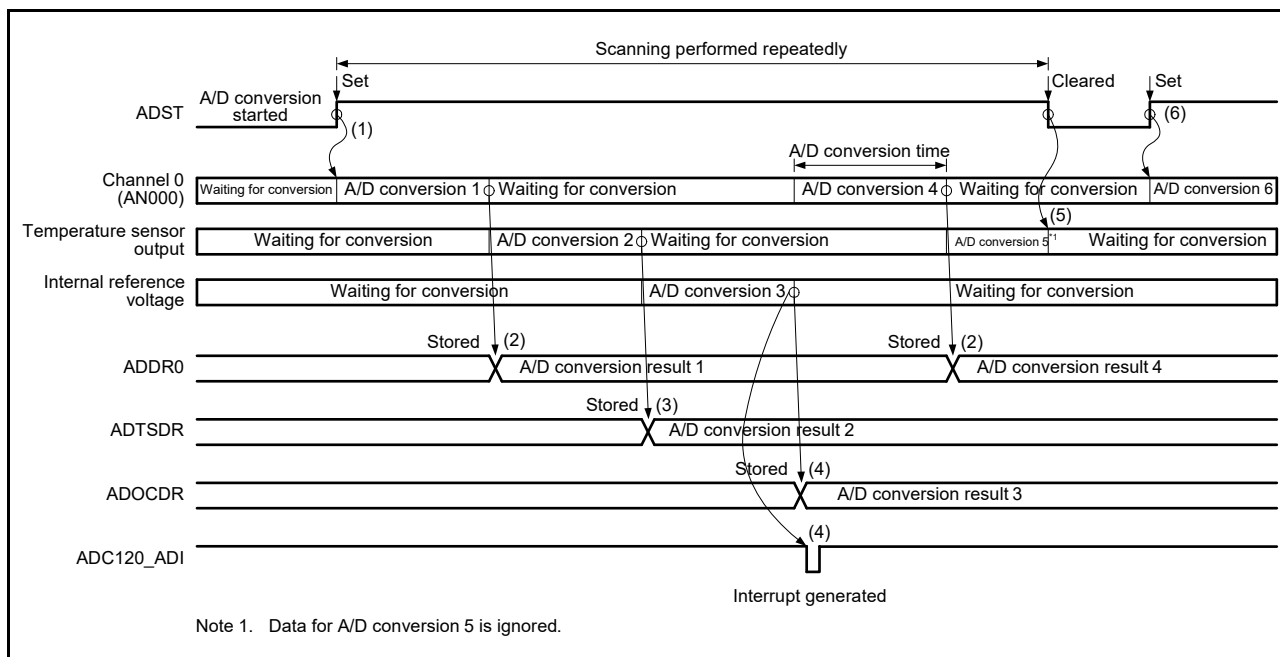 Scanning performed repeatedly
Set
Cleared
Set
A/D conversion
started
ADST
(1)
(6)
A/D conversion time
Channel 0
(AN000)
Waiting for conversion
A/D conversion 1
Waiting for conversion
A/D conversion 4
Waiting for conversion
A/D conversion 6
(5)
Temperature sensor
output
Waiting for conversion
A/D conversion 2
Waiting for conversion
A/D conversion 5*1
Waiting for conversion
Internal reference
voltage
Waiting for conversion
A/D conversion 3
Waiting for conversion
Stored (2)
Stored (2)
ADDR0
A/D conversion result 1
A/D conversion result 4
Stored (3)
ADTSDR
A/D conversion result 2
Stored (4)
ADOCDR
A/D conversion result 3
(4)
ADC120_ADI
Interrupt generated
Note 1. Data for A/D conversion 5 is ignored.